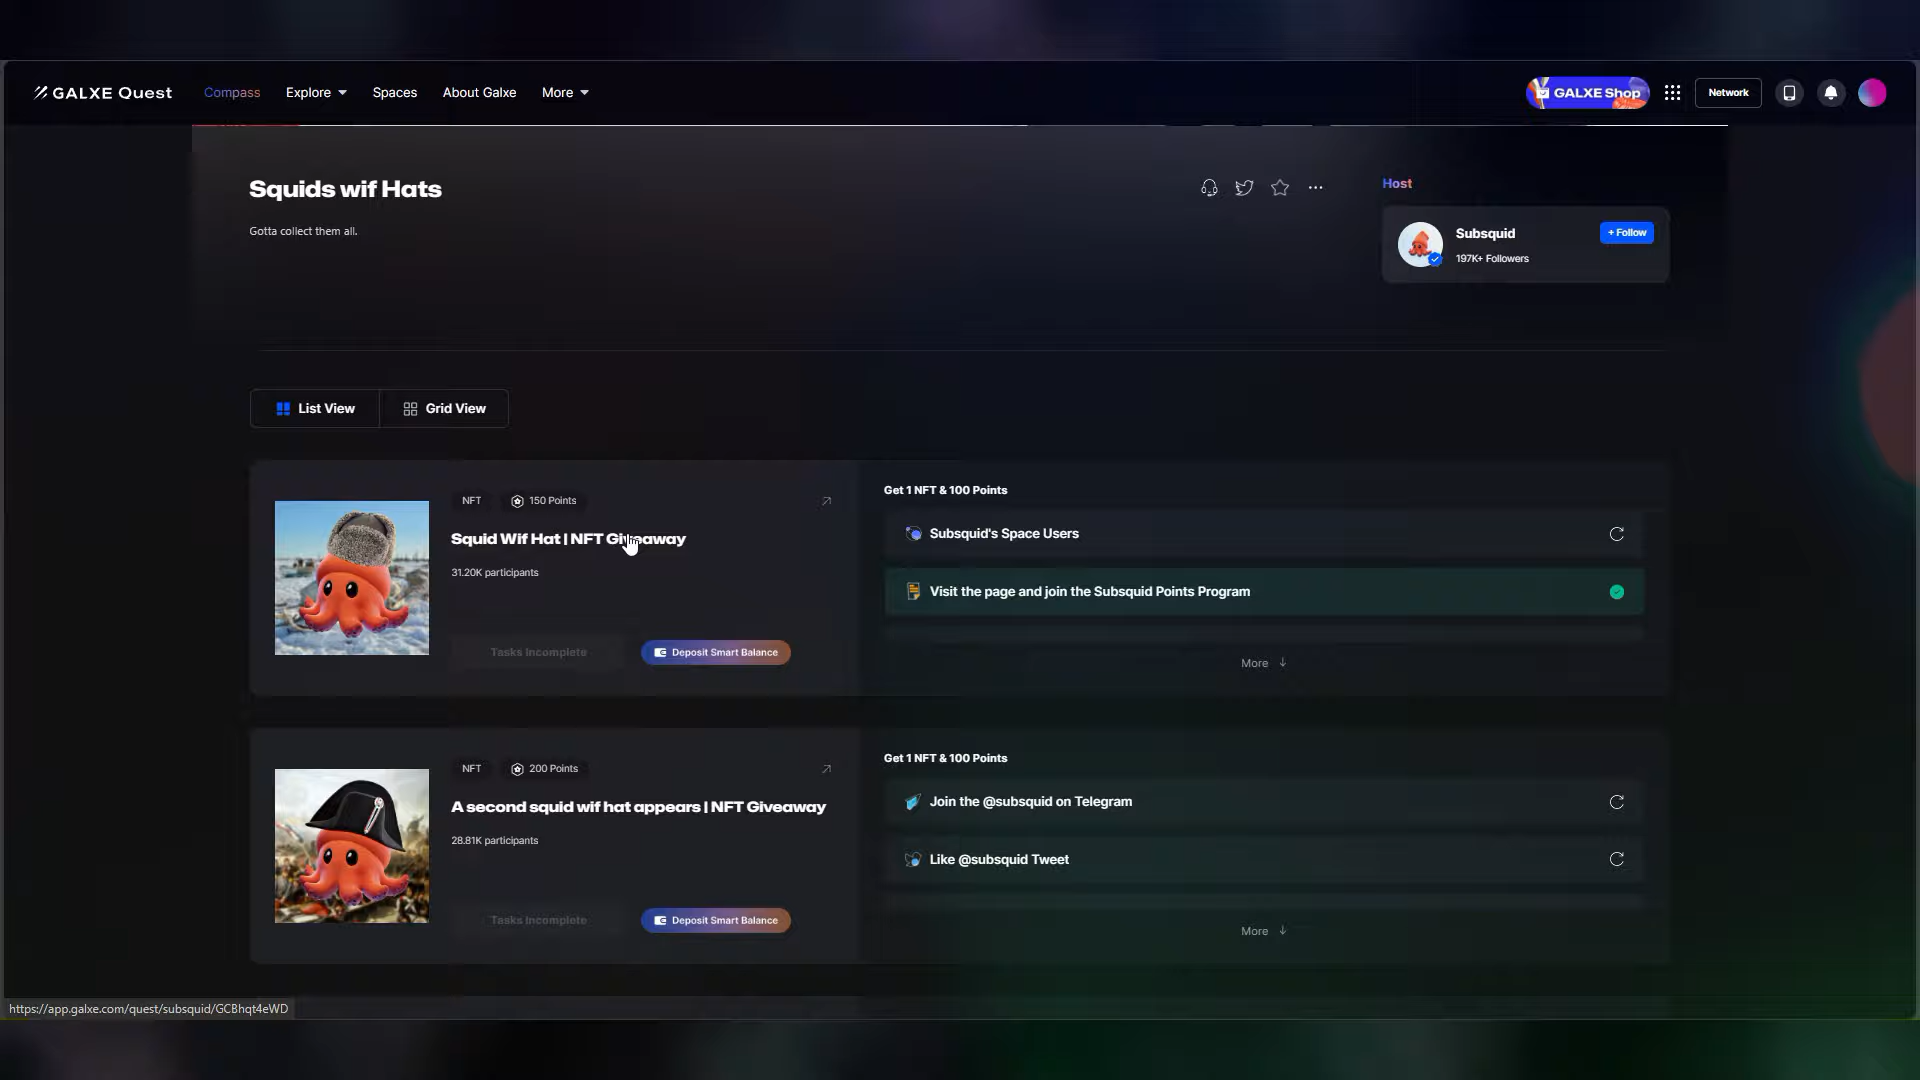 GALXE Quest
Compass
Explore
Spaces
About Galxe
More
GALXE Shop
Network
Squids wif Hats
Gotta collect them all.
Host
Subsquid
+ Follow
197K+ Followers
List View
Grid View
NFT
150 Points
Squid Wif Hat | NFT Giveaway
31.20K participants
Tasks Incomplete
Deposit Smart Balance
Get 1 NFT & 100 Points
Subsquid's Space Users
Visit the page and join the Subsquid Points Program
More
NFT
200 Points
A second squid wif hat appears | NFT Giveaway
28.81K participants
Tasks Incomplete
Deposit Smart Balance
Get 1 NFT & 100 Points
Join the @subsquid on Telegram
Like @subsquid Tweet
More
https://app.galxe.com/quest/subsquid/GCBhqt4eWD